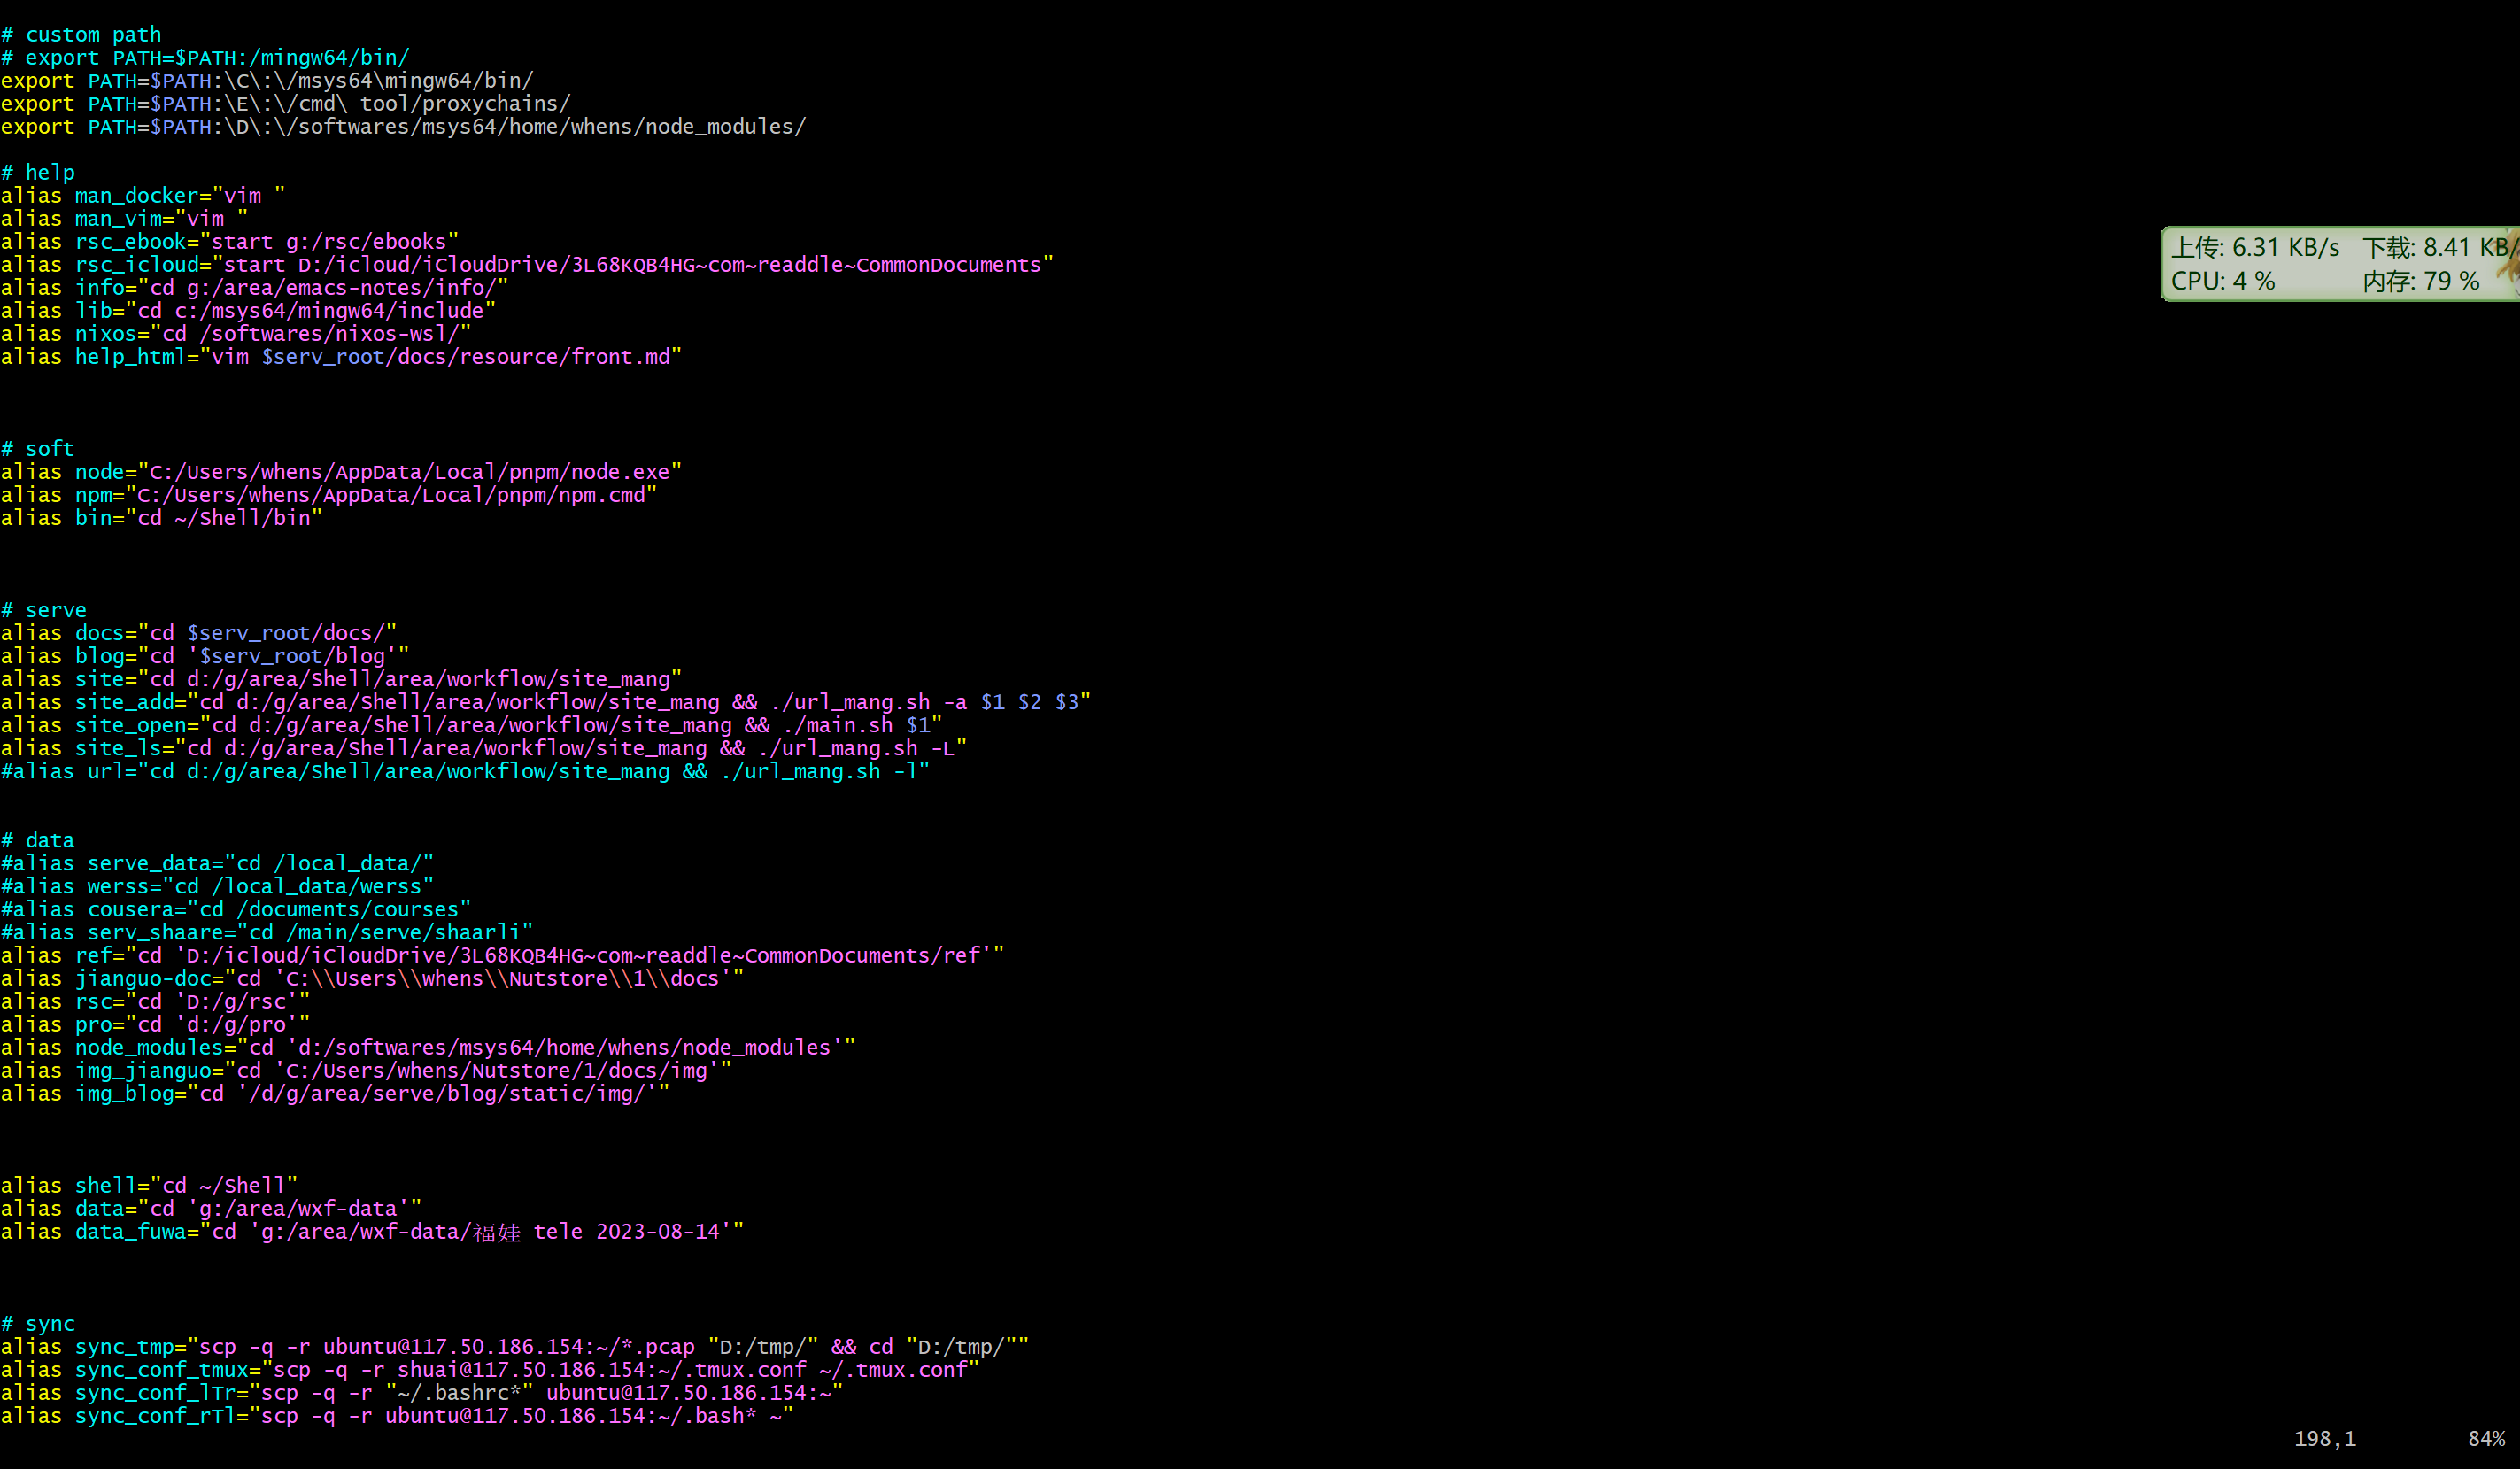 # custom path
# export PATH=$PATH:/mingw64/bin/
export PATH=$PATH:\C\:\/msys64\mingw64/bin/
export PATH=$PATH:\E\:\/cmd\ tool/proxychains/
export PATH=$PATH:\D\:\/softwares/msys64/home/whens/node_modules/
# help
alias man_docker="vim "
alias man_vim="vim "
alias rsc_ebook="start g:/rsc/ebooks"
alias rsc_icloud="start D:/icloud/iCloudDrive/3L68KQB4HG~com~readdle~CommonDocuments"
alias info="cd g:/area/emacs-notes/info/"
alias lib="cd c:/msys64/mingw64/include"
alias nixos="cd /softwares/nixos-wsl/"
alias help_html="vim $serv_root/docs/resource/front.md"
# soft
alias node="C:/Users/whens/AppData/Local/pnpm/node.exe"
alias npm="C:/Users/whens/AppData/Local/pnpm/npm.cmd"
alias bin="cd ~/Shell/bin"
# serve
alias docs="cd $serv_root/docs/"
alias blog="cd '$serv_root/blog'"
alias site="cd d:/g/area/Shell/area/workflow/site_mang"
alias site_add="cd d:/g/area/Shell/area/workflow/site_mang && ./url_mang.sh -a $1 $2 $3"
alias site_open="cd d:/g/area/Shell/area/workflow/site_mang && ./main.sh $1"
alias site_ls="cd d:/g/area/Shell/area/workflow/site_mang && ./url_mang.sh -L"
#alias url="cd d:/g/area/Shell/area/workflow/site_mang && ./url_mang.sh -l"
# data
#alias serve_data="cd /local_data/"
#alias werss="cd /local_data/werss"
#alias cousera="cd /documents/courses"
#alias serv_shaare="cd /main/serve/shaarli"
alias ref="cd 'D:/icloud/iCloudDrive/3L68KQB4HG~com~readdle~CommonDocuments/ref'"
alias jianguo-doc="cd 'C:\\Users\\whens\\Nutstore\\1\\docs'"
alias rsc="cd 'D:/g/rsc'"
alias pro="cd 'd:/g/pro'"
alias node_modules="cd 'd:/softwares/msys64/home/whens/node_modules'"
alias img_jianguo="cd 'C:/Users/whens/Nutstore/1/docs/img'"
alias img_blog="cd '/d/g/area/serve/blog/static/img/'"
alias shell="cd ~/Shell"
alias data="cd 'g:/area/wxf-data'"
alias data_fuwa="cd 'g:/area/wxf-data/福娃 tele 2023-08-14'"
# sync
alias sync_tmp="scp -q -r ubuntu@117.50.186.154:~/*.pcap "D:/tmp/" && cd "D:/tmp/""
alias sync_conf_tmux="scp -q -r shuai@117.50.186.154:~/.tmux.conf ~/.tmux.conf"
alias sync_conf_lTr="scp -q -r "~/.bashrc*" ubuntu@117.50.186.154:~"
alias sync_conf_rTl="scp -q -r ubuntu@117.50.186.154:~/.bash* ~"
198,1 84%
上传: 6.31 KB/s 下载: 8.41 KB/
CPU: 4 % 内存: 79 %